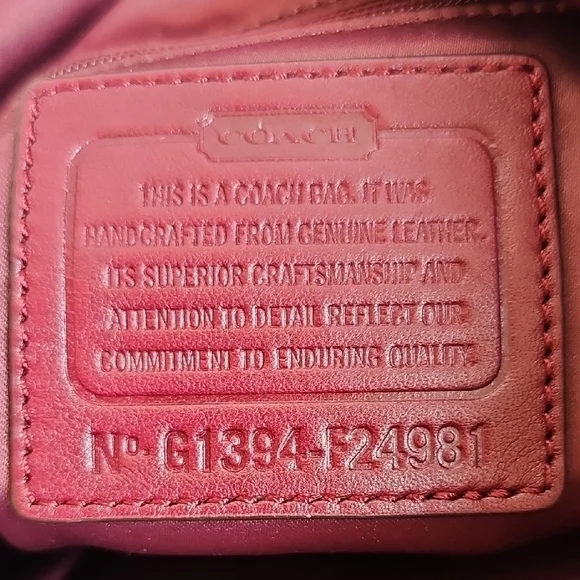 COACH
THIS IS A COACH BAG. IT WAS
HANDCRAFTED FROM GENUINE LEATHER.
ITS SUPERIOR CRAFTSMANSHIP AND
ATTENTION TO DETAIL REFLECT OUR
COMMITMENT TO ENDURING QUALITY.
No. G1394-F24981